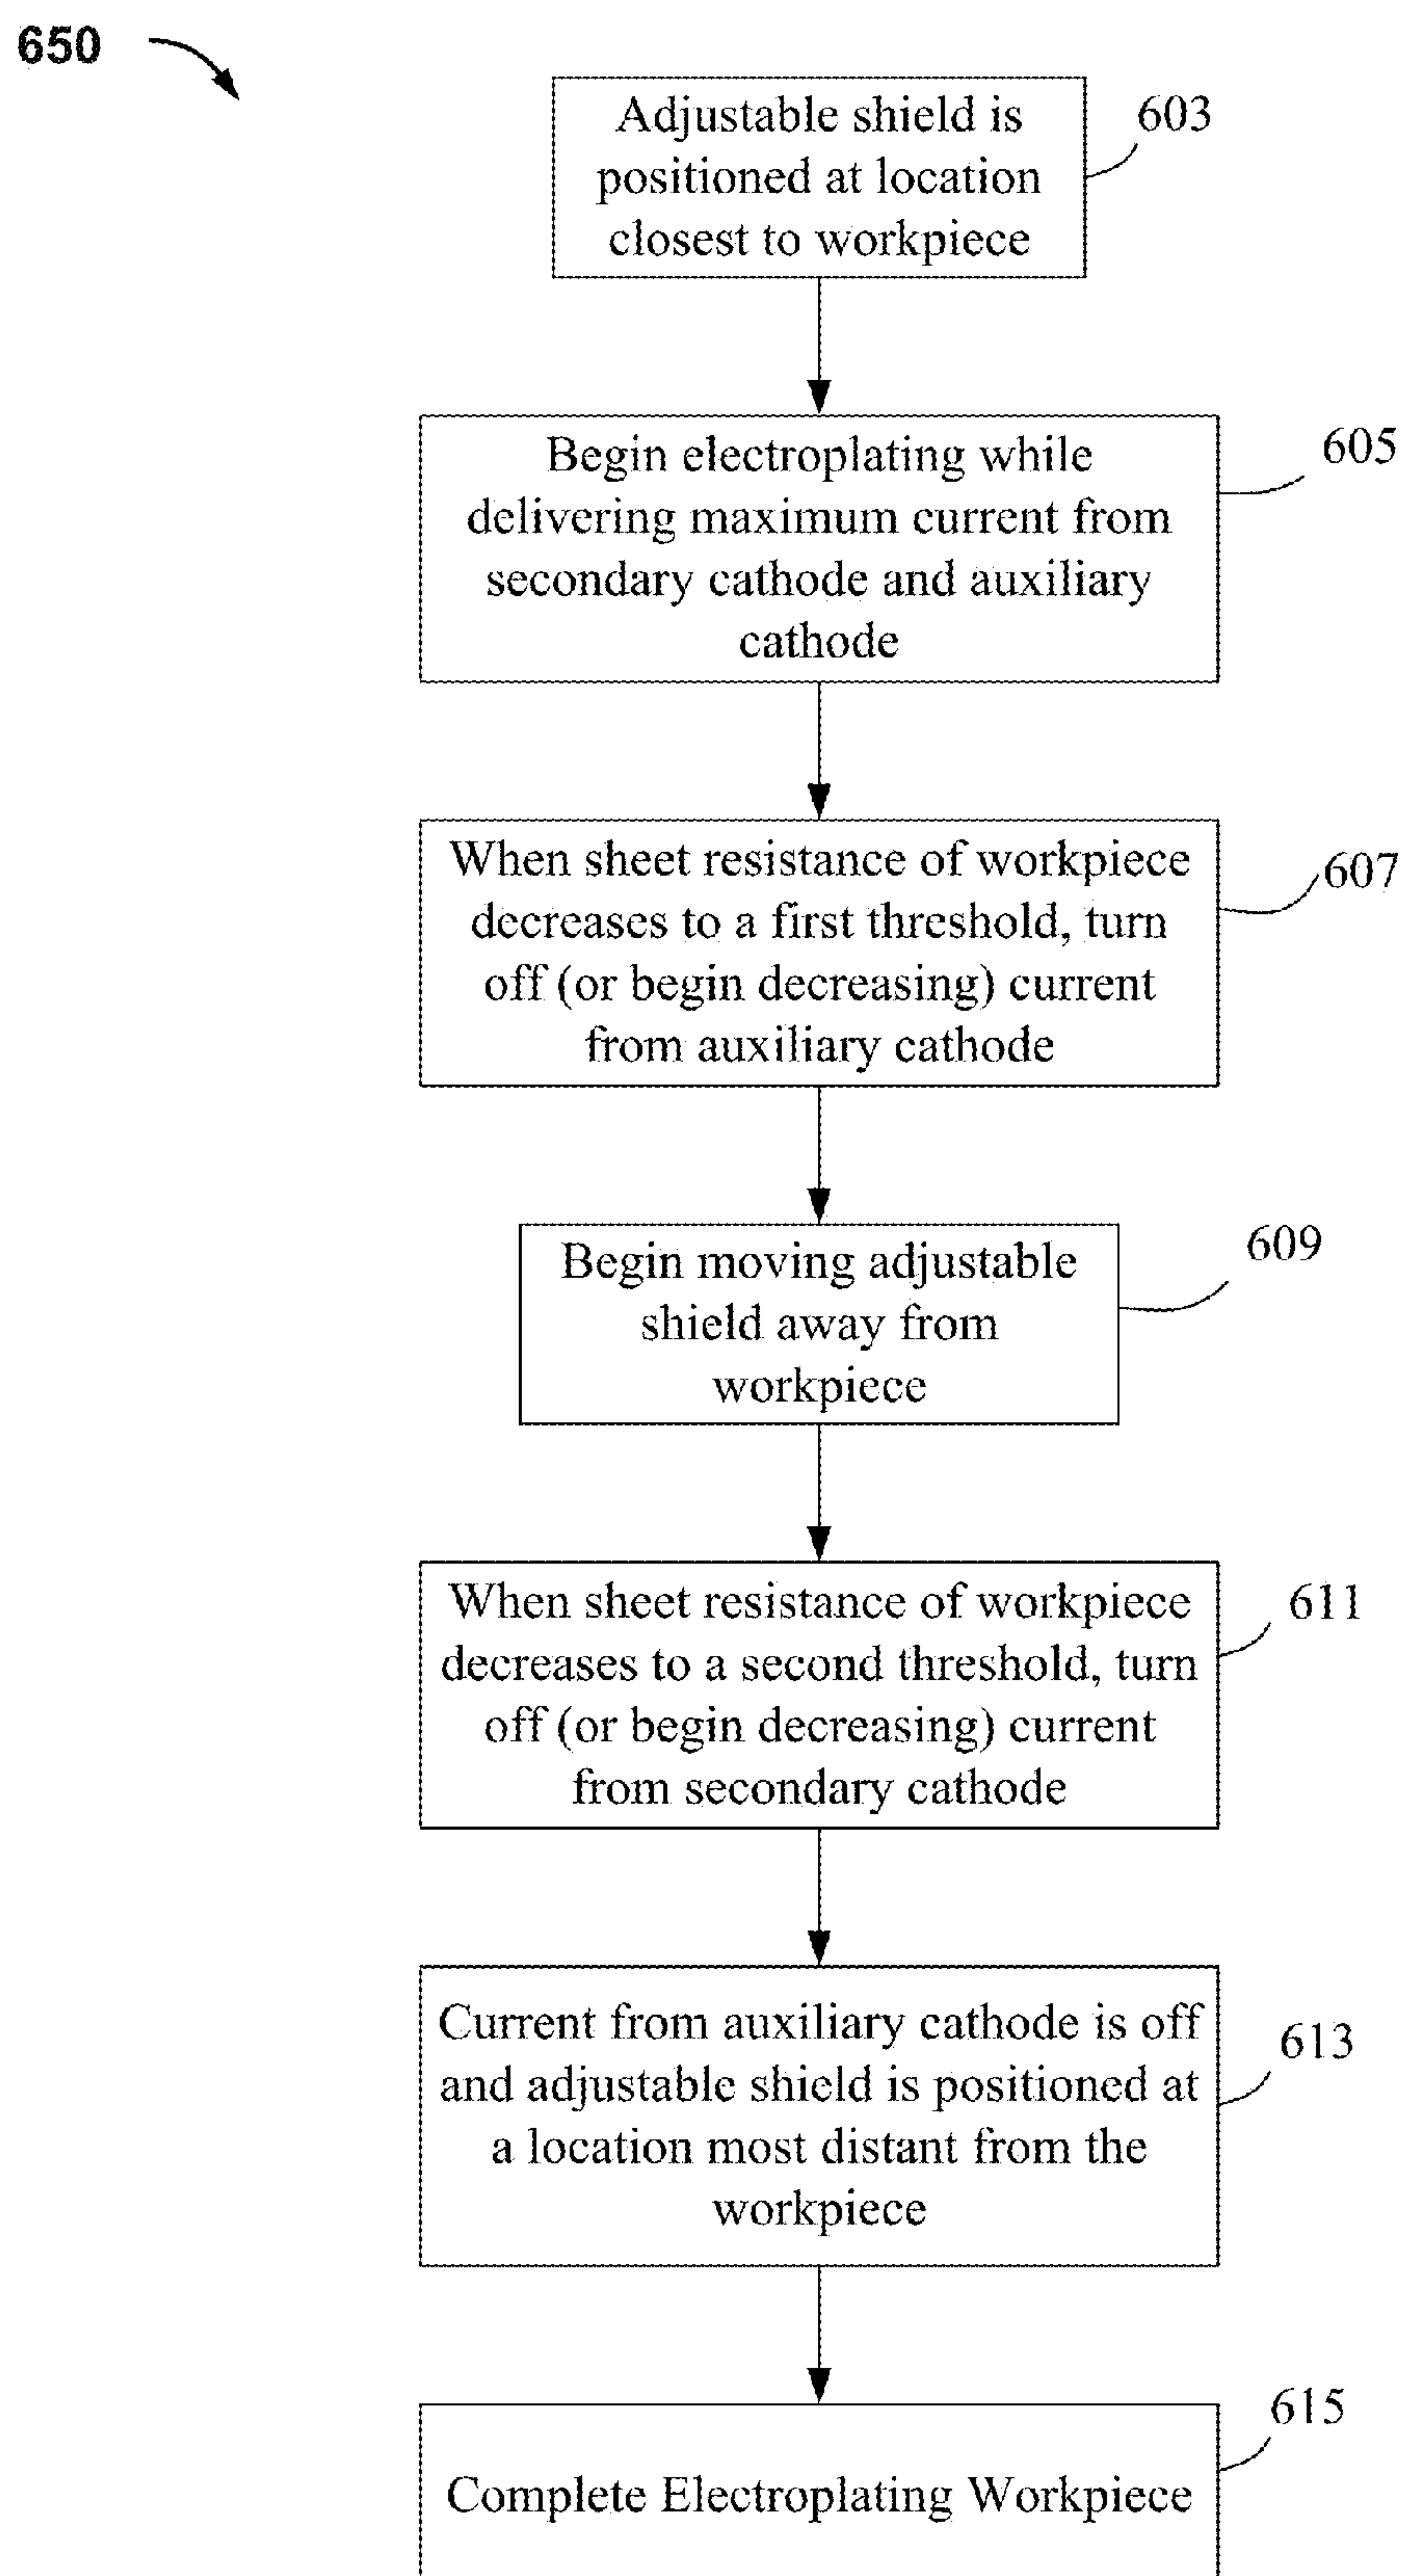 650
Adjustable shield is
positioned at location
closest to workpiece
603
Begin electroplating while
delivering maximum current from
secondary cathode and auxiliary
cathode
605
When sheet resistance of workpiece
decreases to a first threshold, turn
off (or begin decreasing) current
from auxiliary cathode
607
Begin moving adjustable
shield away from
workpiece
609
When sheet resistance of workpiece
decreases to a second threshold, turn
off (or begin decreasing) current
from secondary cathode
611
Current from auxiliary cathode is off
and adjustable shield is positioned at
a location most distant from the
workpiece
613
Complete Electroplating Workpiece
615